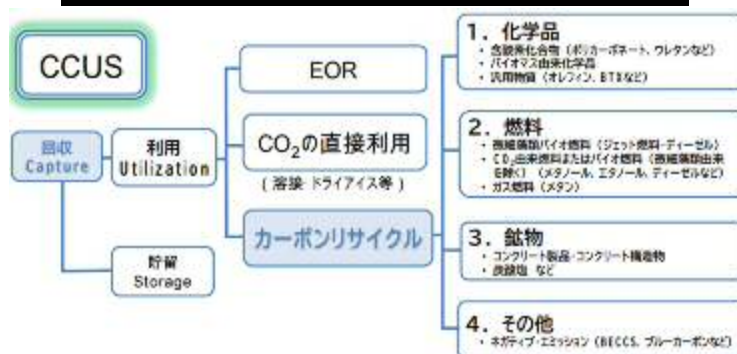 CCUS
回収
Capture
利用
Utilization
貯留
Storage
EOR
CO₂の直接利用
(溶接・ドライアイス等)
カーボンリサイクル
1. 化学品
・含酸素化合物(ポリカーボネート、ウレタンなど)
・バイオマス由来化学品
・汎用物質(オレフィン、BTXなど)
2. 燃料
・微細藻類バイオ燃料(ジェット燃料・ディーゼル)
・CO₂由来燃料またはバイオ燃料(微細藻類由来
を除く)(メタノール、エタノール、ディーゼルなど)
・ガス燃料(メタン)
3. 鉱物
・コンクリート製品・コンクリート構造物
・炭酸塩 など
4. その他
・ネガティブ・エミッション(BECCS、ブルーカーボンなど)